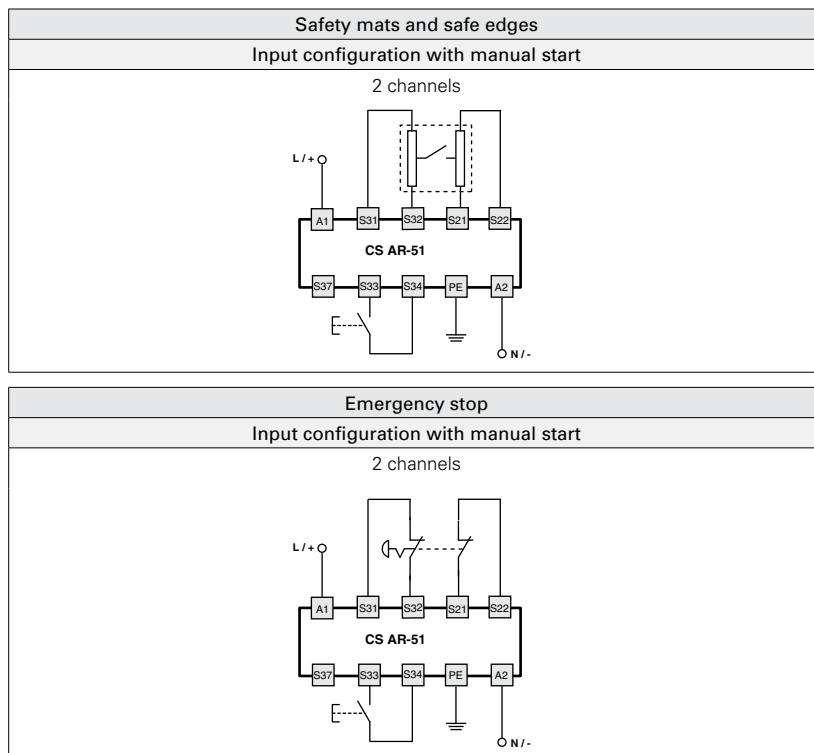 Safety mats and safe edges
Input configuration with manual start
2 channels
L / +
A1 S31 S32 S21 S22
CS AR-51
S37 S33 S34 PE A2
N / -
Emergency stop
Input configuration with manual start
2 channels
L / +
A1 S31 S32 S21 S22
CS AR-51
S37 S33 S34 PE A2
N / -